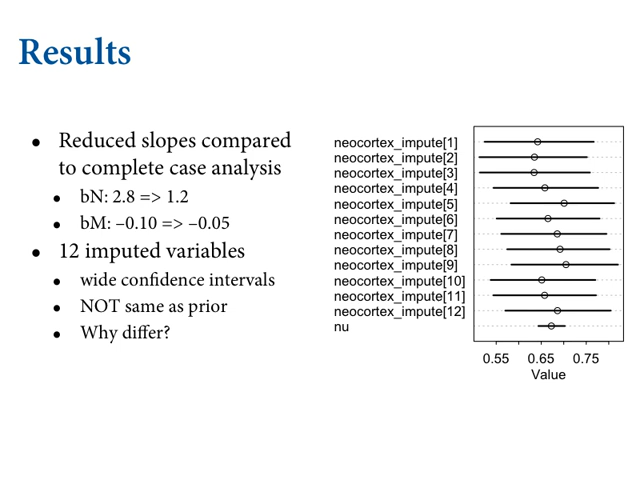 Results
• Reduced slopes compared
to complete case analysis
• bN: 2.8 => 1.2
• bM: –0.10 => –0.05
• 12 imputed variables
• wide confidence intervals
• NOT same as prior
• Why differ?
neocortex_impute[1]
neocortex_impute[2]
neocortex_impute[3]
neocortex_impute[4]
neocortex_impute[5]
neocortex_impute[6]
neocortex_impute[7]
neocortex_impute[8]
neocortex_impute[9]
neocortex_impute[10]
neocortex_impute[11]
neocortex_impute[12]
nu
0.55 0.65 0.75
Value